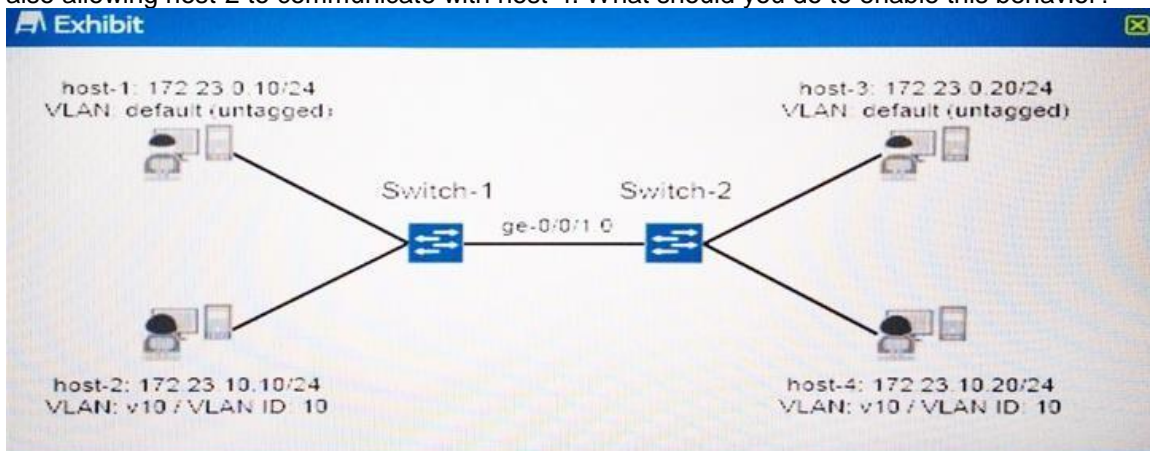 also allowing host-2 to communicate with host-4. What should you do to enable this behavior?
Exhibit
host-1: 172.23.0.10/24
VLAN: default (untagged)
host-3: 172.23.0.20/24
VLAN: default (untagged)
Switch-1
Switch-2
ge-0/0/1.0
host-2: 172.23.10.10/24
VLAN: v10 / VLAN ID: 10
host-4: 172.23.10.20/24
VLAN: v10 / VLAN ID: 10